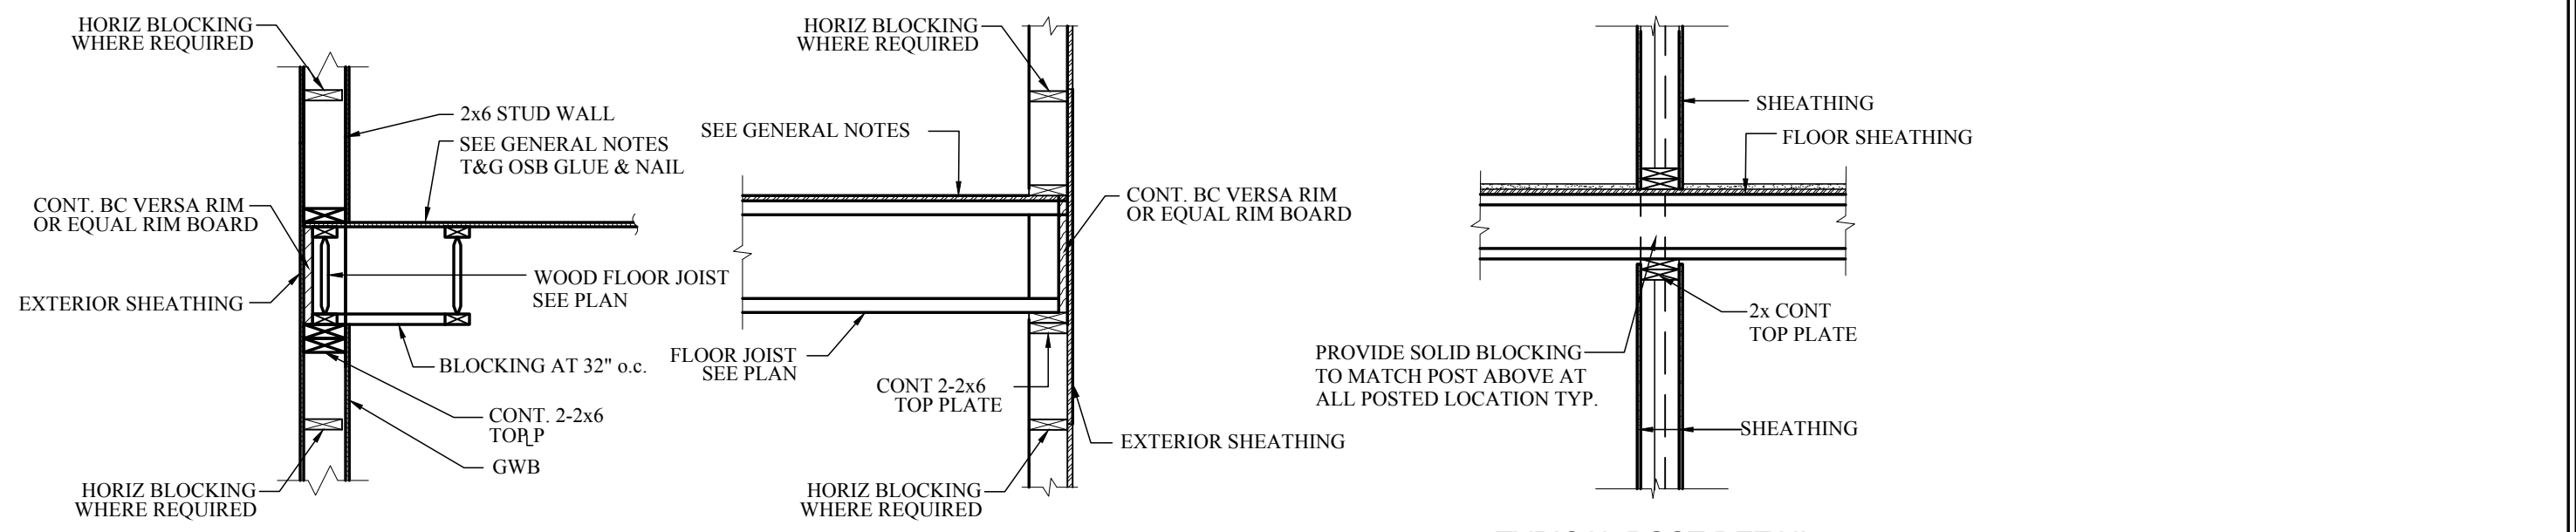 HORIZ BLOCKING
WHERE REQUIRED
2x6 STUD WALL
SEE GENERAL NOTES
T&G OSB GLUE & NAIL
CONT. BC VERSA RIM
OR EQUAL RIM BOARD
WOOD FLOOR JOIST
SEE PLAN
EXTERIOR SHEATHING
BLOCKING AT 32" o.c.
CONT. 2-2x6
GWB
HORIZ BLOCKING
WHERE REQUIRED
HORIZ BLOCKING
WHERE REQUIRED
SEE GENERAL NOTES
CONT. BC VERSA RIM
OR EQUAL RIM BOARD
FLOOR JOIST
SEE PLAN
CONT 2-2x6
TOP PLATE
EXTERIOR SHEATHING
HORIZ BLOCKING
WHERE REQUIRED
SHEATHING
FLOOR SHEATHING
2x CONT
TOP PLATE
PROVIDE SOLID BLOCKING
TO MATCH POST ABOVE AT
ALL POSTED LOCATION TYP.
SHEATHING